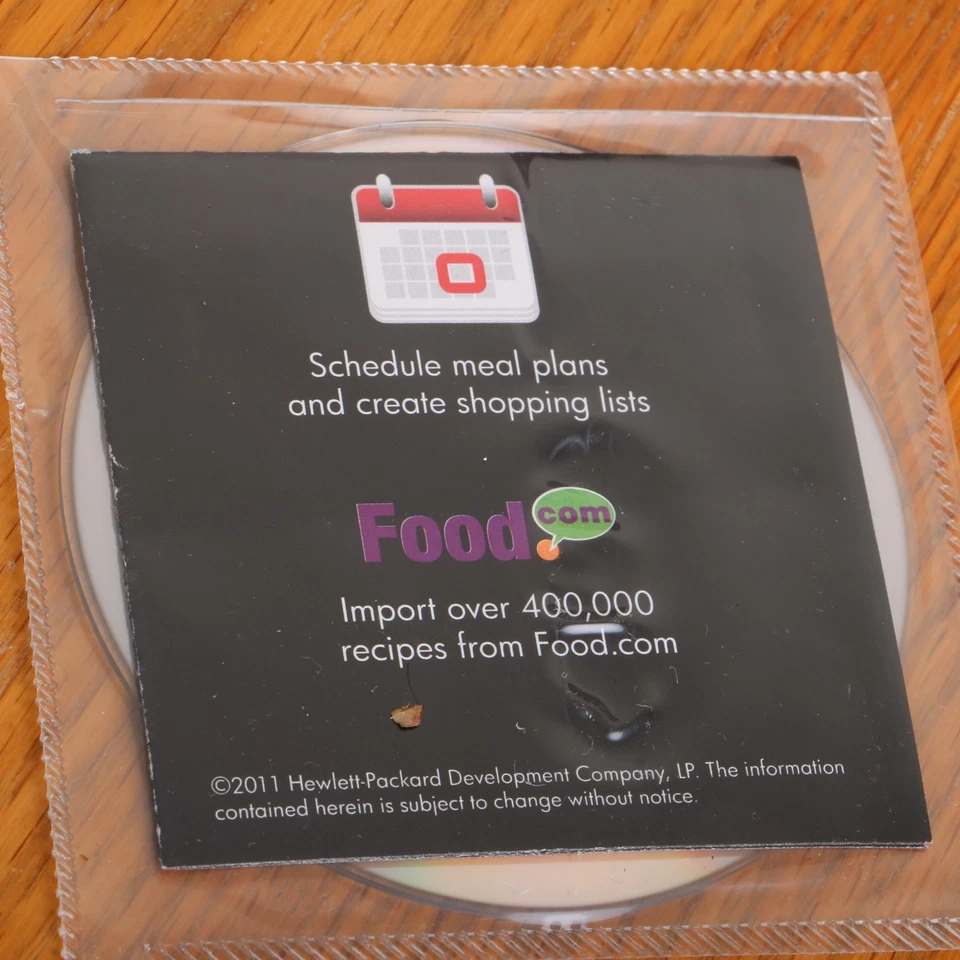 Schedule meal plans
and create shopping lists
Food.com
Import over 400,000
recipes from Food.com
©2011 Hewlett-Packard Development Company, LP. The information
contained herein is subject to change without notice.